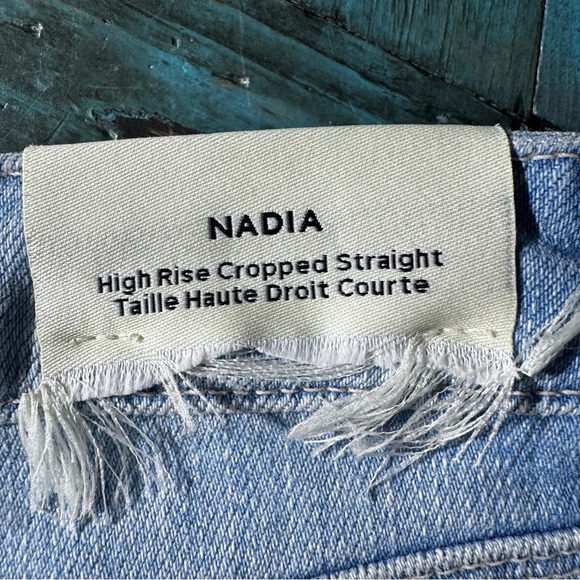 NADIA
High Rise Cropped Straight
Taille Haute Droit Courte